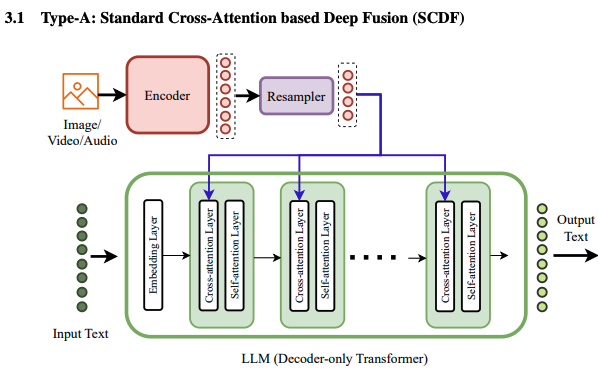 3.1 Type-A: Standard Cross-Attention based Deep Fusion (SCDF)
Encoder
Resampler
Image/
Video/Audio
Embedding Layer
Cross-attention Layer
Self-attention Layer
Cross-attention Layer
Self-attention Layer
Cross-attention Layer
Self-attention Layer
Output
Text
Input Text
LLM (Decoder-only Transformer)